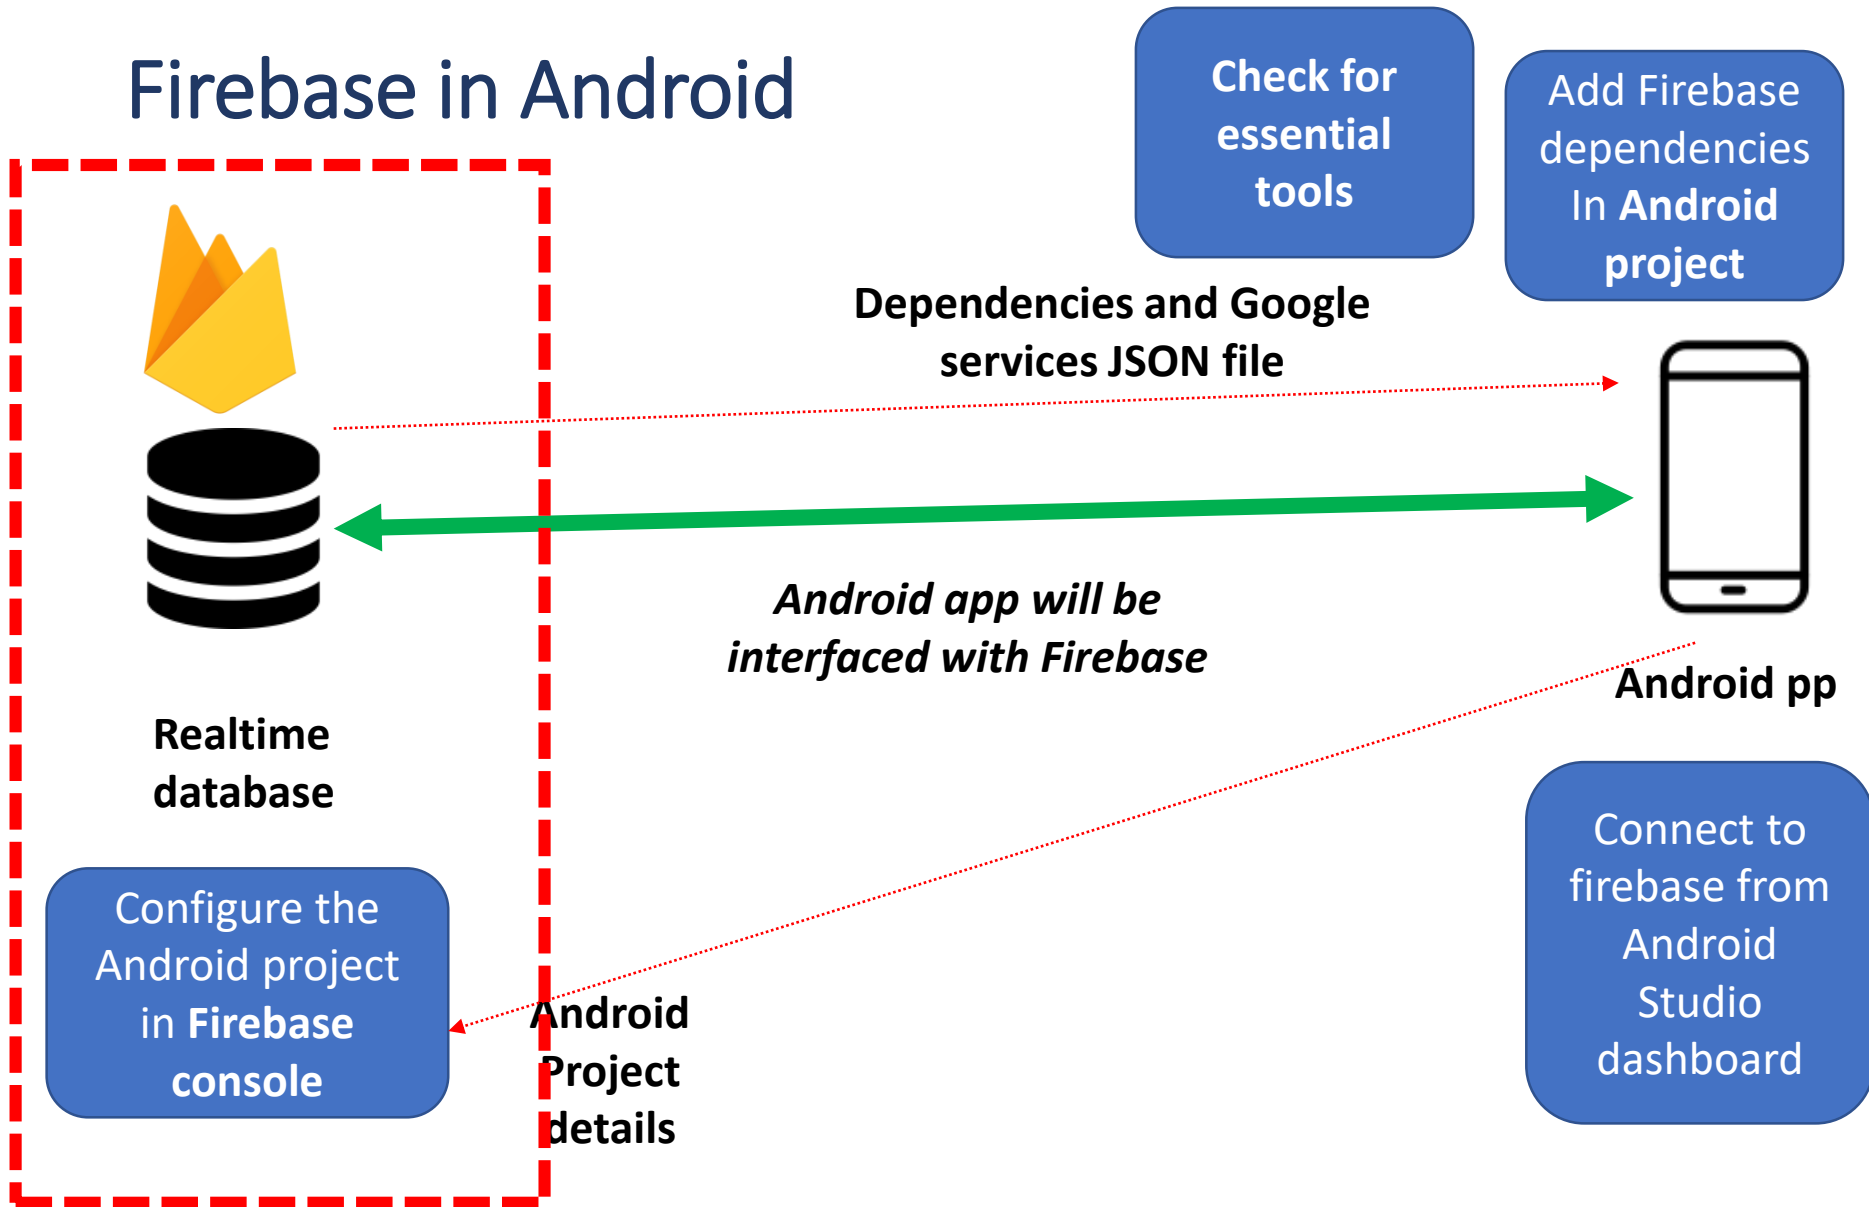 Firebase in Android
Check for
essential
tools
Add Firebase
dependencies
In Android
project
Dependencies and Google
services JSON file
Android app will be
interfaced with Firebase
Android pp
Realtime
database
Configure the
Android project
in Firebase
console
Android
Project
details
Connect to
firebase from
Android
Studio
dashboard